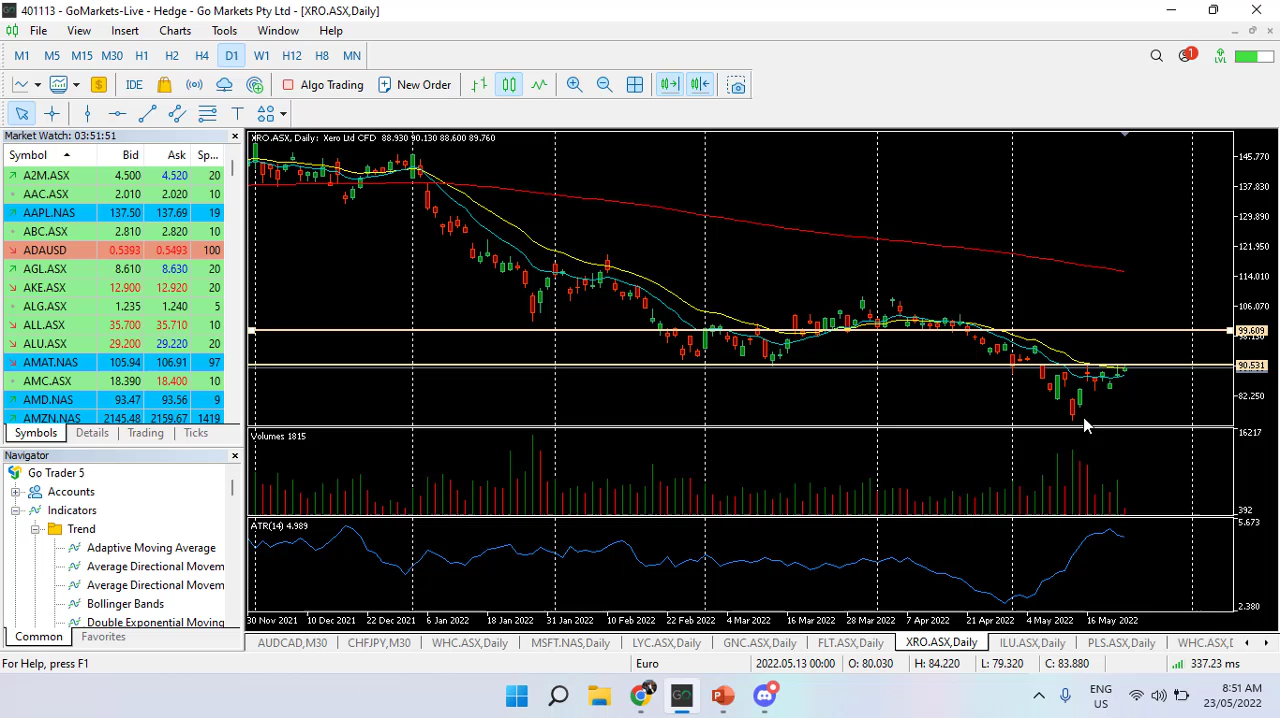 401113 - GoMarkets-Live - Hedge - Go Markets Pty Ltd - [XRO.ASX,Daily]
File View Insert Charts Tools Window Help
M1 M5 M15 M30 H1 H2 H4 D1 W1 H12 H8 MN
1 LVL
IDE Algo Trading New Order
Market Watch: 03:51:51
Symbol Bid Ask Sp...
A2M.ASX 4.500 4.520 20
AAC.ASX 2.010 2.020 10
AAPL.NAS 137.50 137.69 19
ABC.ASX 2.810 2.820 10
ADAUSD 0.5393 0.5493 100
AGL.ASX 8.610 8.630 20
AKE.ASX 12.900 12.920 20
ALG.ASX 1.235 1.240 5
ALL.ASX 35.700 35.710 10
ALU.ASX 29.200 29.220 20
AMAT.NAS 105.94 106.91 97
AMC.ASX 18.390 18.400 10
AMD.NAS 93.47 93.56 9
AMZN.NAS 2145.48 2159.67 1419
Symbols Details Trading Ticks
Navigator
Go Trader 5
Accounts
Indicators
Trend
Adaptive Moving Average
Average Directional Movem
Average Directional Movem
Bollinger Bands
Double Exponential Moving
Common Favorites
XRO.ASX, Daily: Xero Ltd CFD 88.930 90.130 88.600 89.760
145.770
137.830
129.890
121.950
114.010
106.070
99.609
90.531
82.250
Volumes 1815
16217
392
ATR(14) 4.989
5.673
2.380
30 Nov 2021 10 Dec 2021 22 Dec 2021 6 Jan 2022 18 Jan 2022 31 Jan 2022 10 Feb 2022 22 Feb 2022 4 Mar 2022 16 Mar 2022 28 Mar 2022 7 Apr 2022 21 Apr 2022 4 May 2022 16 May 2022
AUDCAD,M30 CHFJPY,M30 WHC.ASX,Daily MSFT.NAS,Daily LYC.ASX,Daily GNC.ASX,Daily FLT.ASX,Daily XRO.ASX,Daily ILU.ASX,Daily PLS.ASX,Daily WHC.ASX,[
For Help, press F1 Euro 2022.05.13 00:00 O: 80.030 H: 84.220 L: 79.320 C: 83.880 337.23 ms
GO
ENG
US
8:51 AM
23/05/2022